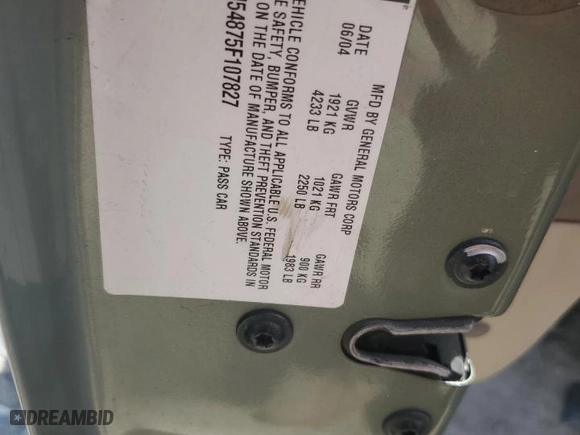 MFD BY GENERAL MOTORS CORP
DATE GVWR GAWR FRT GAWR RR
06/04 1921 KG 1021 KG 900 KG
4233 LB 2250 LB 1983 LB
VEHICLE CONFORMS TO ALL APPLICABLE U.S. FEDERAL MOTOR
SAFETY, BUMPER, AND THEFT PREVENTION STANDARDS IN
ON THE DATE OF MANUFACTURE SHOWN ABOVE.
54875F107827 TYPE: PASS CAR
DREAMBID